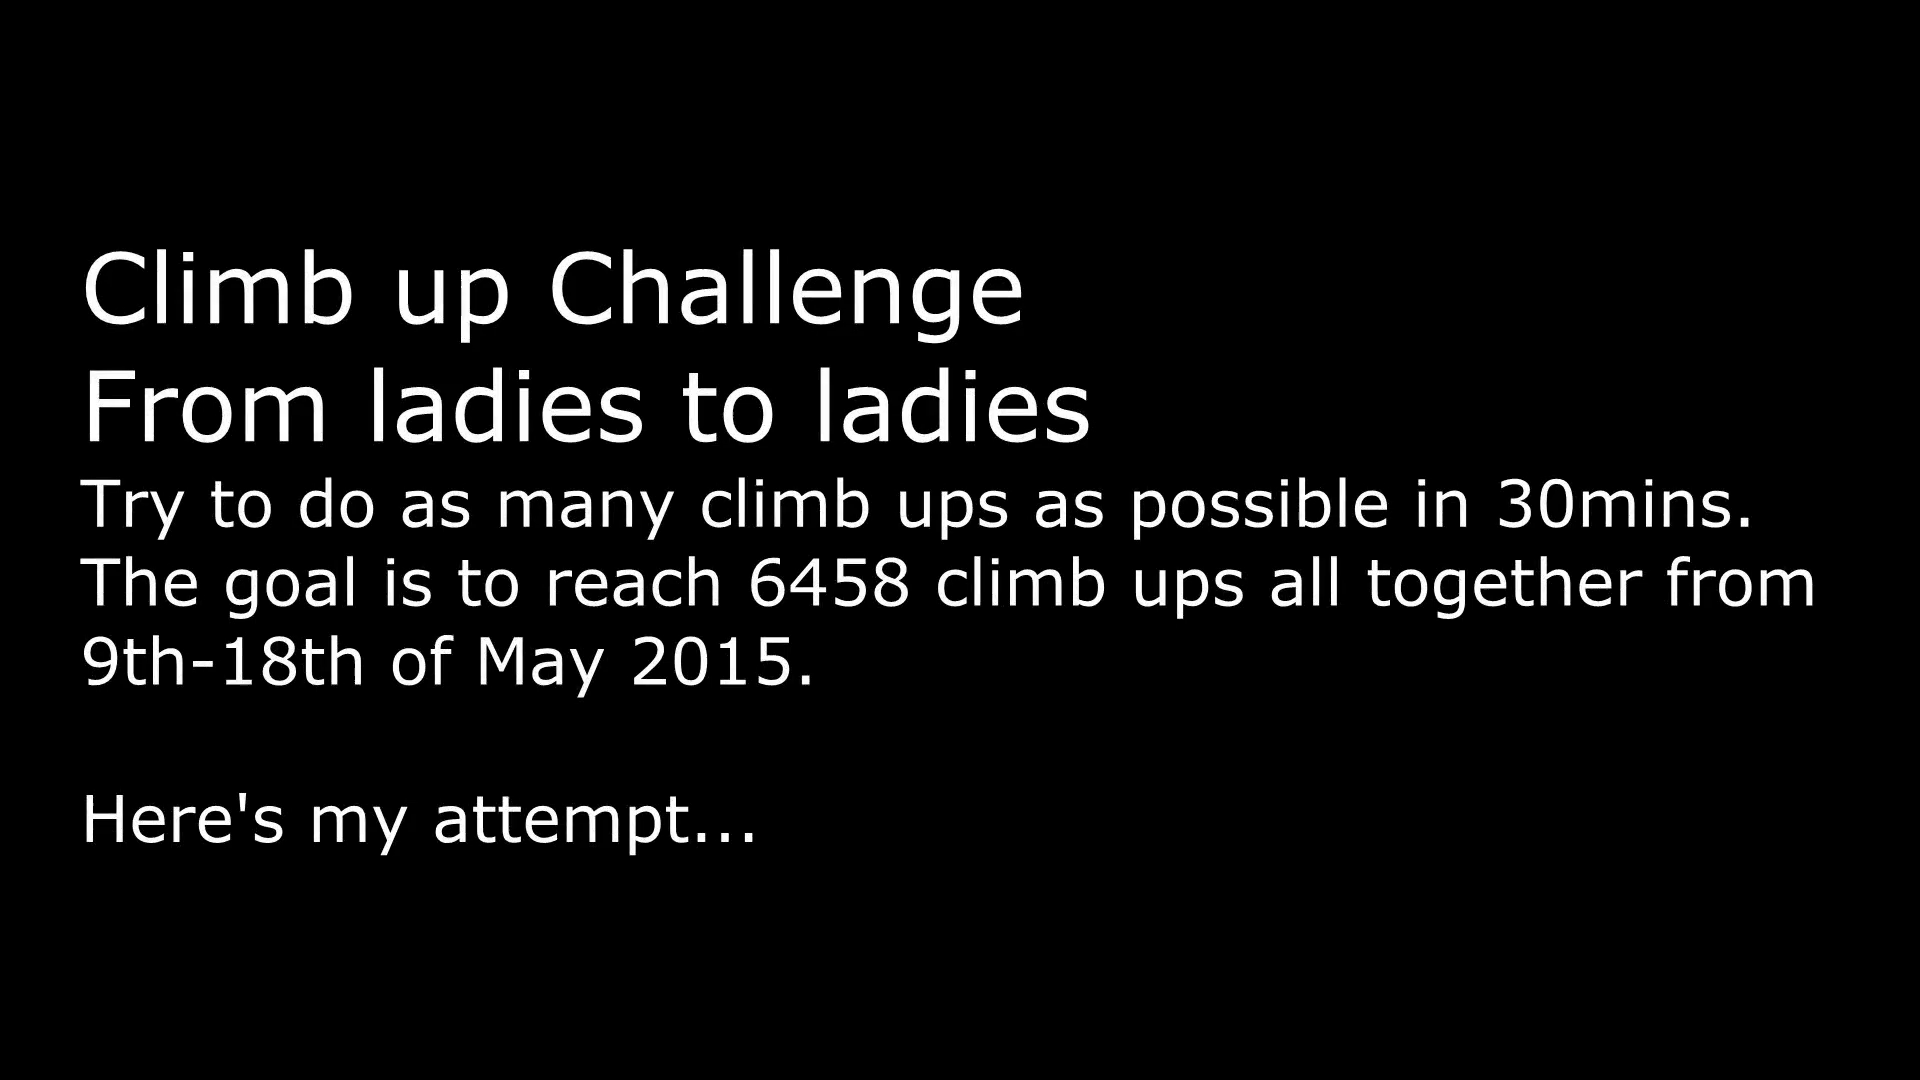 Climb up Challenge
From ladies to ladies
Try to do as many climb ups as possible in 30mins.
The goal is to reach 6458 climb ups all together from
9th-18th of May 2015.
Here's my attempt...